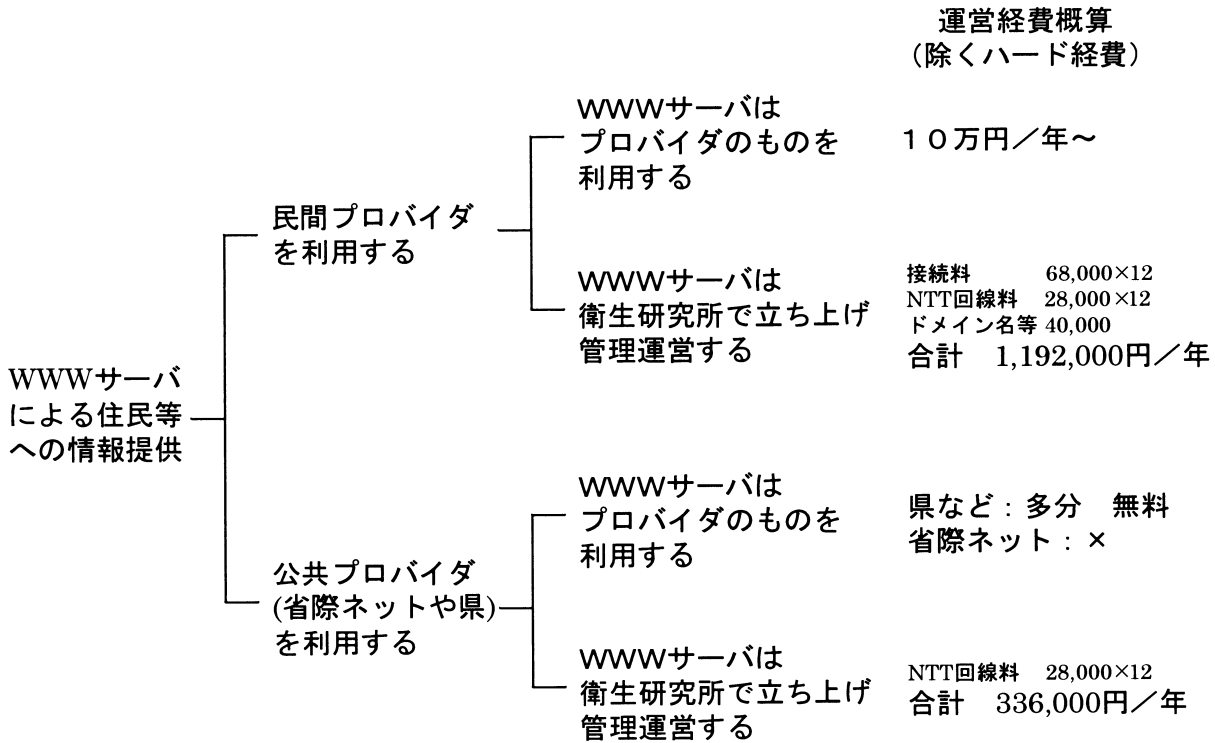 運営経費概算
（除くハード経費）
WWWサーバは
プロバイダのものを
利用する
１０万円／年～
民間プロバイダ
を利用する
WWWサーバは
衛生研究所で立ち上げ
管理運営する
接続料 68,000×12
NTT回線料 28,000×12
ドメイン名等 40,000
合計 1,192,000円／年
WWWサーバ
による住民等
への情報提供
WWWサーバは
プロバイダのものを
利用する
県など：多分 無料
省際ネット：×
公共プロバイダ
(省際ネットや県)
を利用する
WWWサーバは
衛生研究所で立ち上げ
管理運営する
NTT回線料 28,000×12
合計 336,000円／年